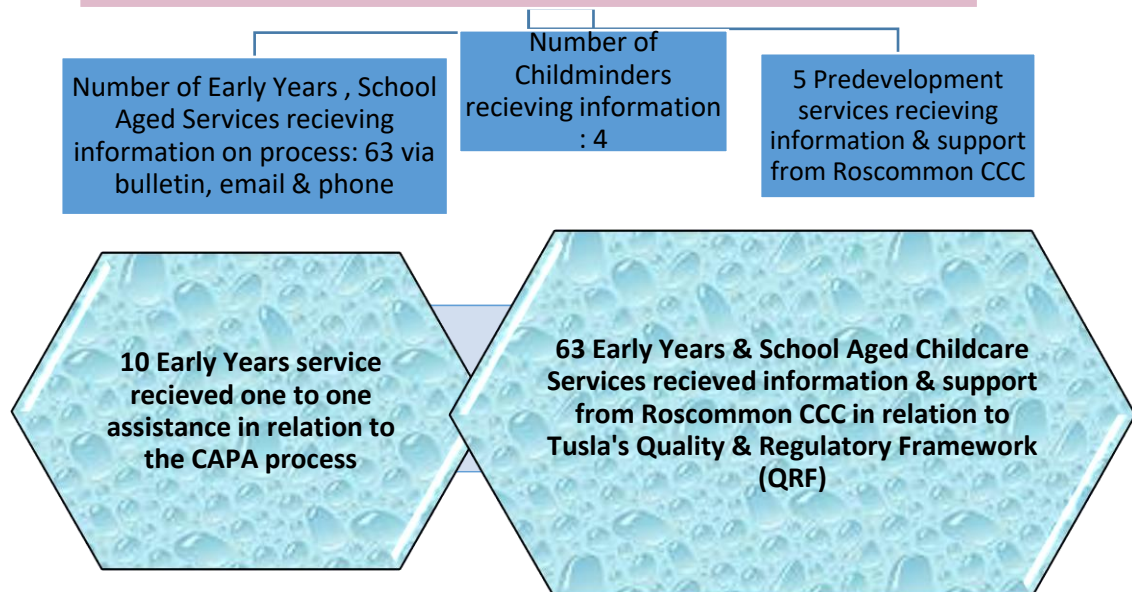 Number of Early Years , School
Aged Services recieving
information on process: 63 via
bulletin, email & phone
Number of
Childminders
recieving information
: 4
5 Predevelopment
services recieving
information & support
from Roscommon CCC
10 Early Years service
recieved one to one
assistance in relation to
the CAPA process
63 Early Years & School Aged Childcare
Services recieved information & support
from Roscommon CCC in relation to
Tusla's Quality & Regulatory Framework
(QRF)